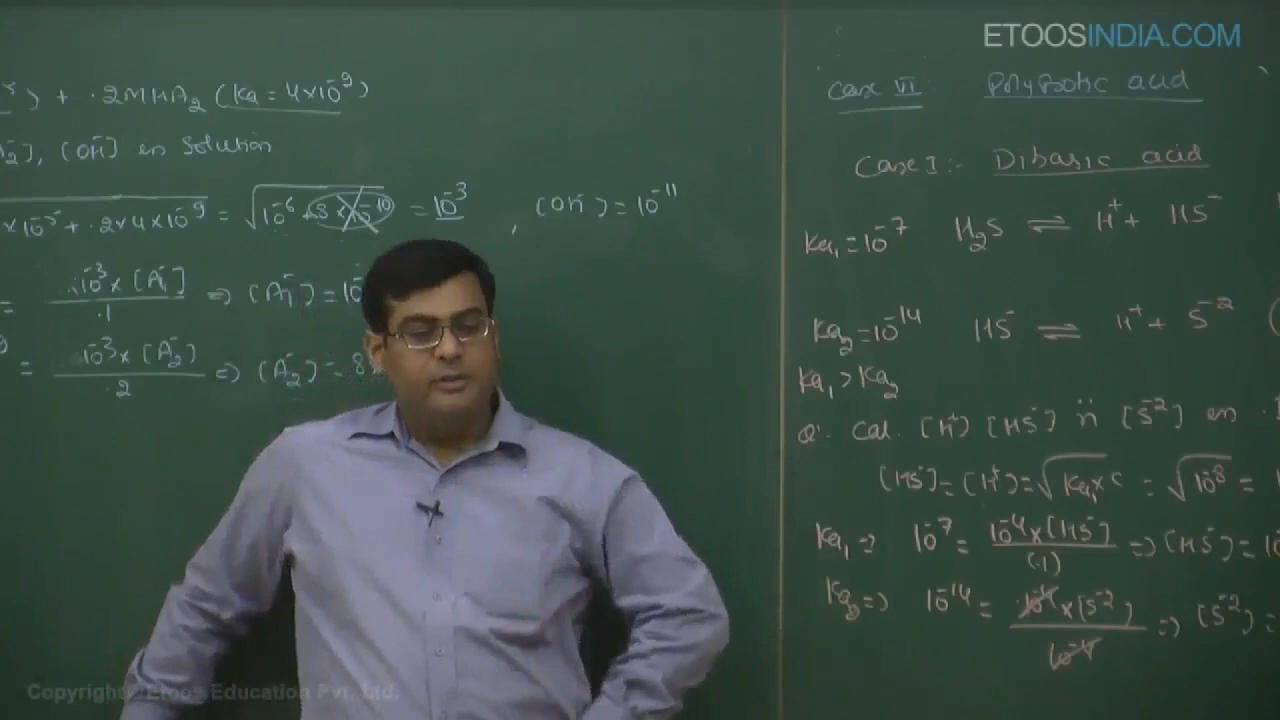 ETOOSINDIA.COM
) + .2M HA₂ (Ka = 4×10⁻⁹)
], [OH⁻] in solution
×10⁻⁵ + .2×4×10⁻⁹ = √10⁻⁶ + 8×10⁻¹⁰ = 10⁻³ , [OH⁻] = 10⁻¹¹
= 10⁻³ × [A₁⁻] / .1 ⇒ [A₁⁻] = 10
= 10⁻³ × [A₂⁻] / .2 ⇒ [A₂⁻] = 8
Case VI Polyprotic acid
Case I :- Dibasic acid
Ka₁ = 10⁻⁷ H₂S ⇌ H⁺ + HS⁻
Ka₂ = 10⁻¹⁴ HS⁻ ⇌ H⁺ + S⁻²
Ka₁ > Ka₂
Q. Cal. [H⁺] [HS⁻] n [S⁻²] in
[HS⁻] = [H⁺] = √Ka₁ × C = √10⁻⁸ =
Ka₁ ⇒ 10⁻⁷ = 10⁻⁴ × [HS⁻] / (.1) ⇒ [HS⁻] = 10
Ka₂ ⇒ 10⁻¹⁴ = 10⁻⁴ × [S⁻²] / 10⁻⁴ ⇒ [S⁻²] =
Copyright © Etoos Education Pvt. Ltd.